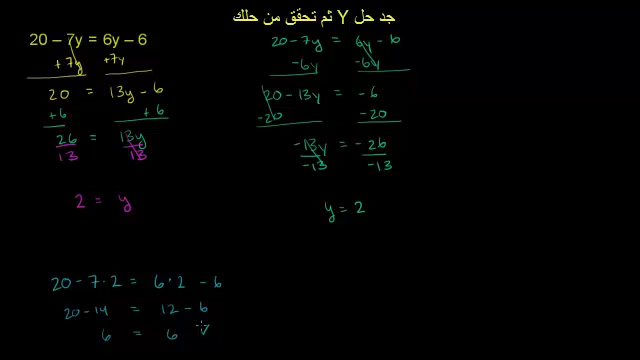 جد حل Y ثم تحقق من حلك
20 − 7y = 6y − 6
+7y +7y
20 = 13y - 6
+6 +6
26 = 13y
13 13
2 = y
20 - 7y = 6y - 6
-6y -6y
20 - 13y = -6
-20 -20
-13y = -26
-13 -13
y = 2
20 - 7·2 = 6·2 - 6
20 - 14 = 12 - 6
6 = 6 ✓